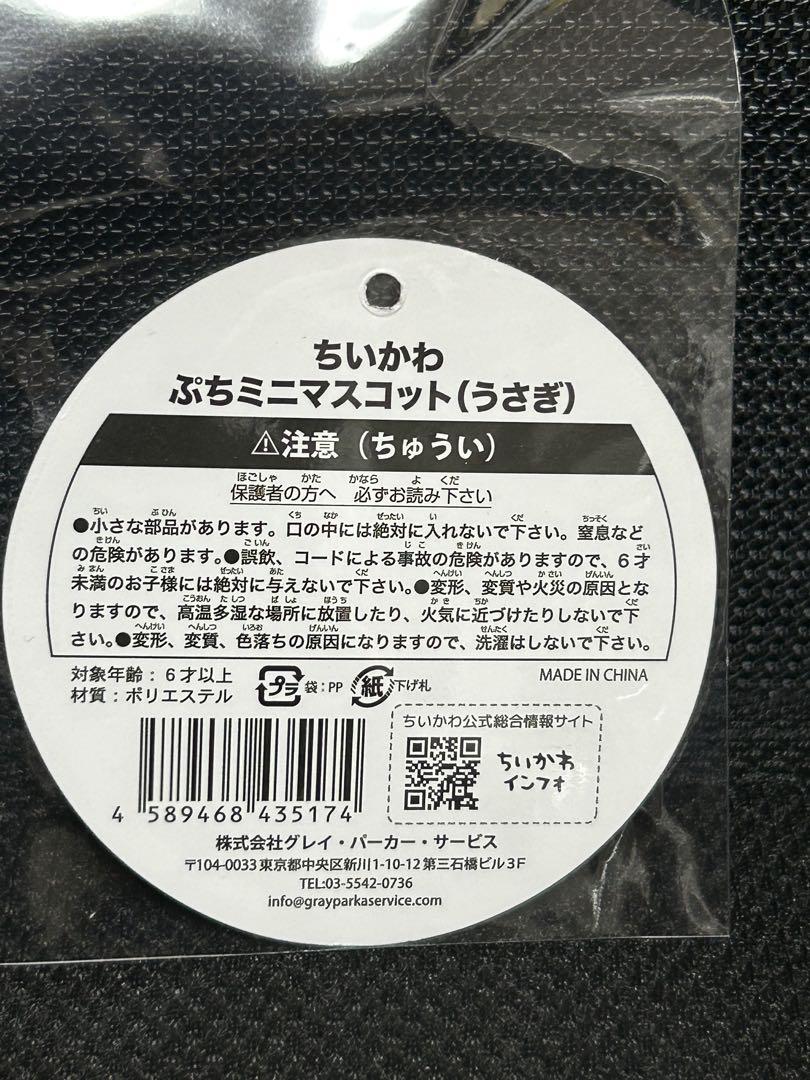 ちいかわ
ぷちミニマスコット(うさぎ)
⚠注意(ちゅうい)
保護者の方へ 必ずお読み下さい
●小さな部品があります。口の中には絶対に入れないで下さい。窒息など
の危険があります。●誤飲、コードによる事故の危険がありますので、6才
未満のお子様には絶対に与えないで下さい。●変形、変質や火災の原因とな
りますので、高温多湿な場所に放置したり、火気に近づけたりしないで下
さい。●変形、変質、色落ちの原因になりますので、洗濯はしないで下さい。
対象年齢:6才以上
材質:ポリエステル
プラ 袋:PP 紙 下げ札
MADE IN CHINA
ちいかわ公式総合情報サイト
ちいかわ
インフォ
4 589468 435174
株式会社グレイ・パーカー・サービス
〒104-0033 東京都中央区新川1-10-12 第三石橋ビル3F
TEL:03-5542-0736
info@grayparkaservice.com